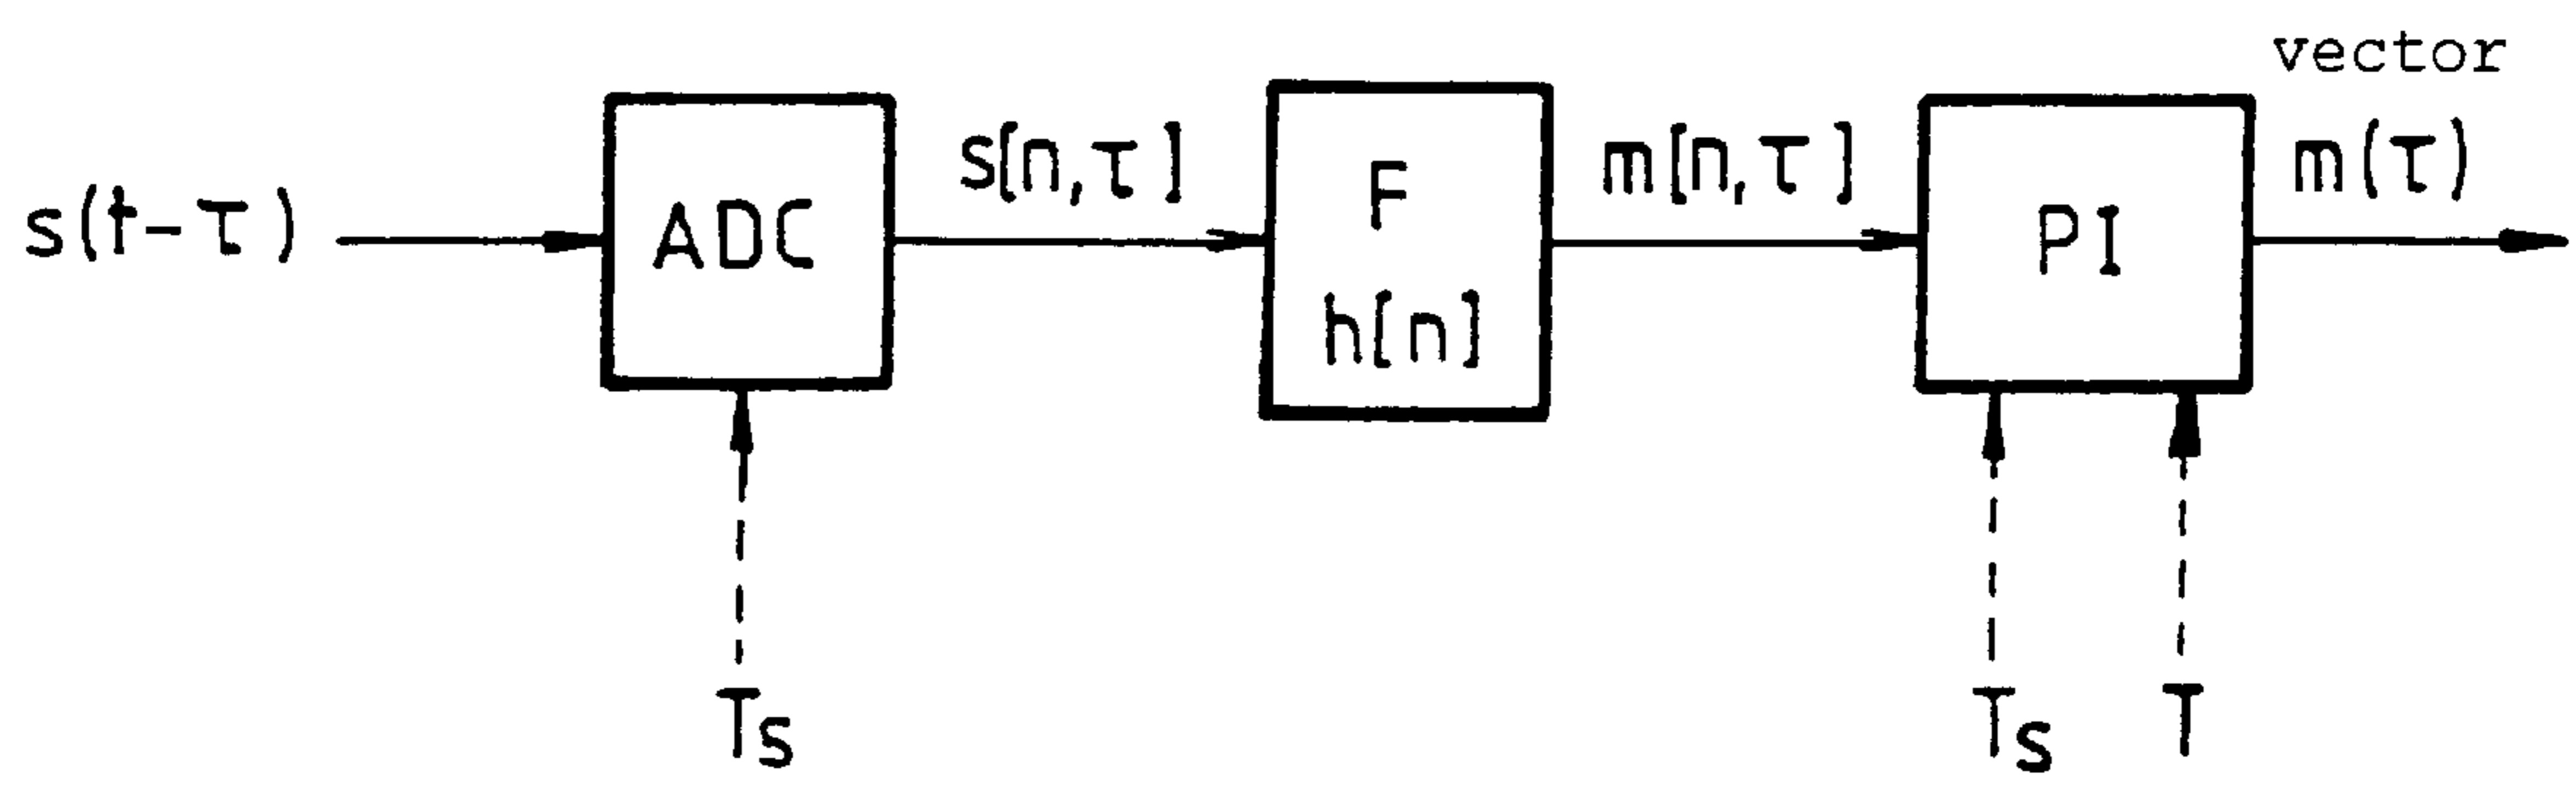 s(t-τ)
ADC
Ts
s[n,τ]
F
h[n]
m[n,τ]
PI
Ts
T
vector
m(τ)